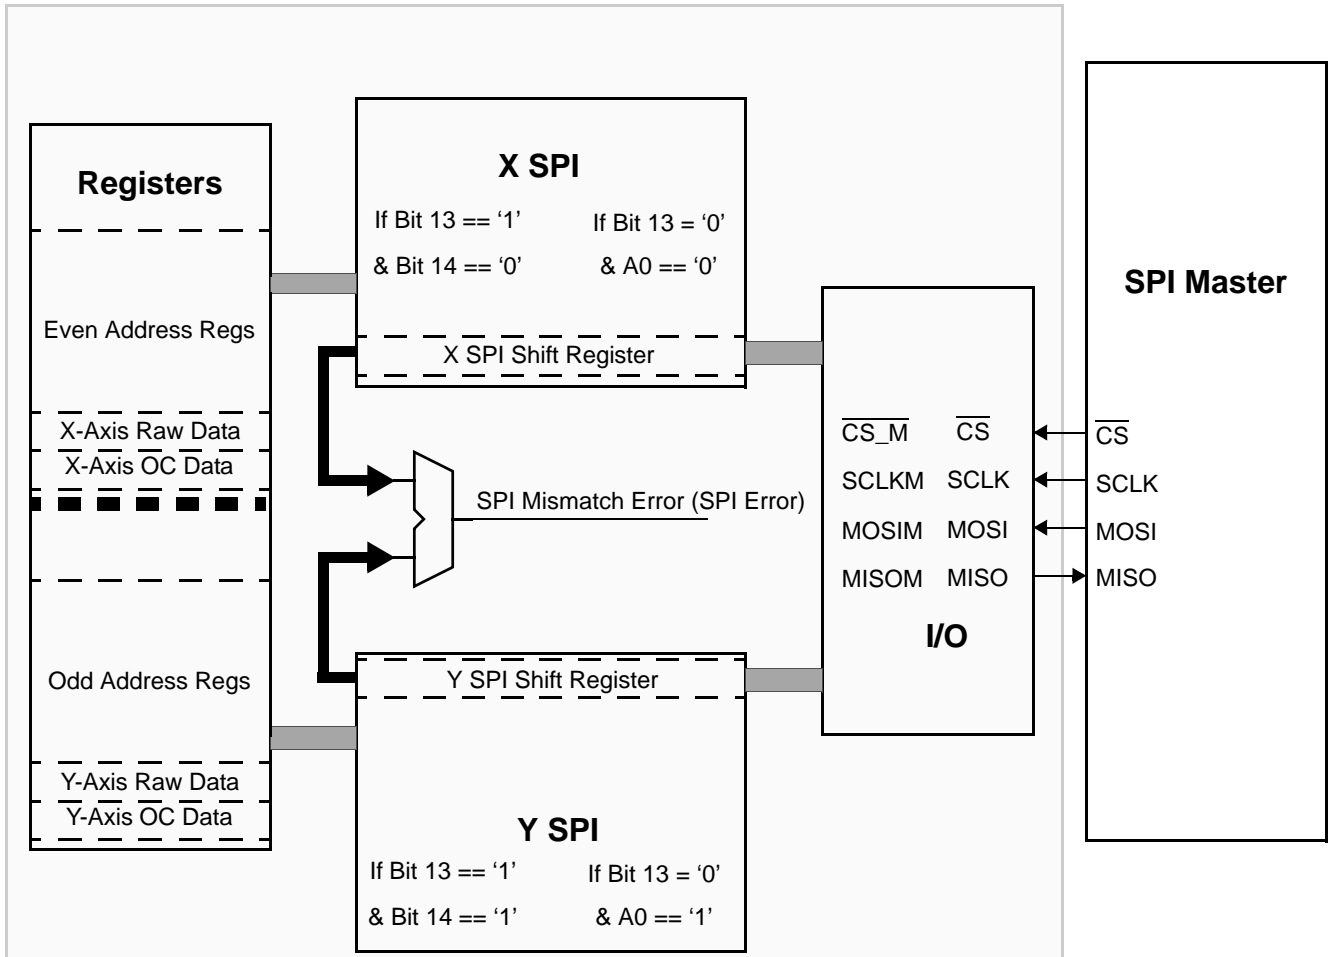 Registers
Even Address Regs
X-Axis Raw Data
X-Axis OC Data
Odd Address Regs
Y-Axis Raw Data
Y-Axis OC Data
X SPI
If Bit 13 == ‘1’ If Bit 13 = ‘0’
& Bit 14 == ‘0’ & A0 == ‘0’
X SPI Shift Register
SPI Mismatch Error (SPI Error)
Y SPI Shift Register
Y SPI
If Bit 13 == ‘1’ If Bit 13 = ‘0’
& Bit 14 == ‘1’ & A0 == ‘1’
CS_M CS
SCLKM SCLK
MOSIM MOSI
MISOM MISO
I/O
SPI Master
CS
SCLK
MOSI
MISO